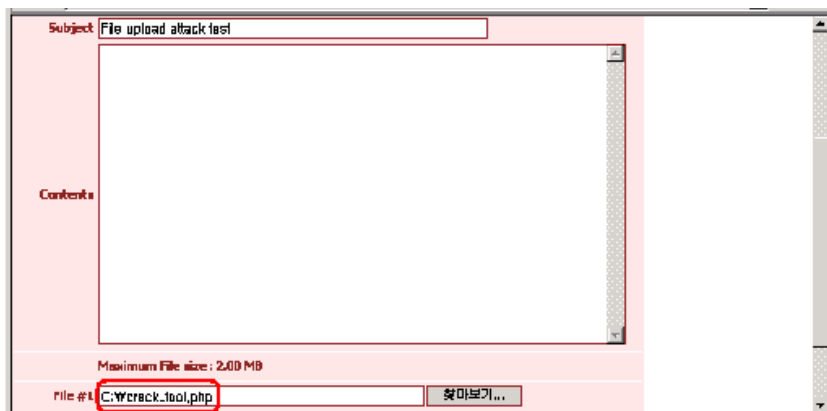 Subject File upload attack test
Contents
Maximum File size : 2.00 MB
File #1 C:\₩crack_tool.php 찾아보기...